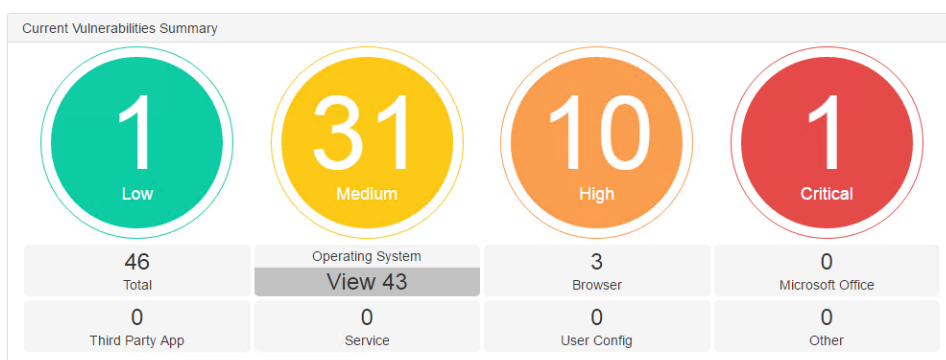 Current Vulnerabilities Summary
1 31 10 1
Low Medium High Critical
46 Operating System 3 0
Total View 43 Browser Microsoft Office
0 0 0 0
Third Party App Service User Config Other